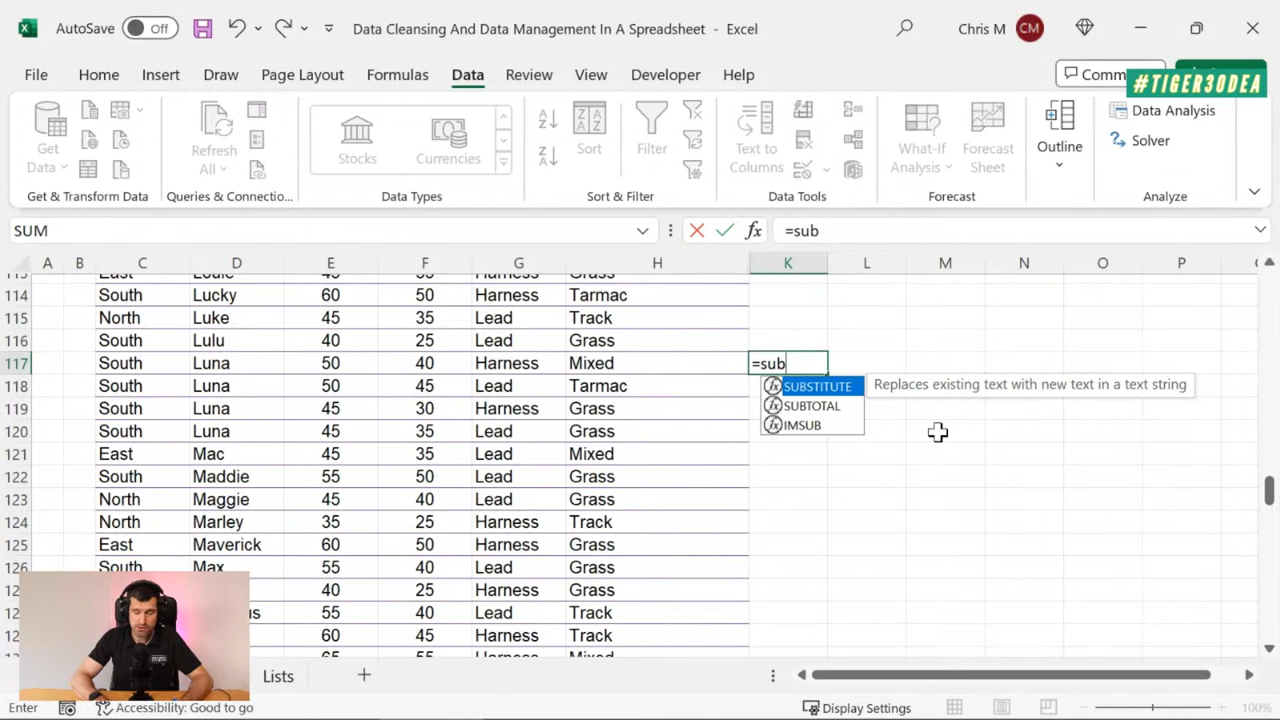 AutoSave Off Data Cleansing And Data Management In A Spreadsheet - Excel Chris M CM
File Home Insert Draw Page Layout Formulas Data Review View Developer Help
#TIGER30DEA
Get Data
Refresh All
Stocks
Currencies
Sort
Filter
Text to Columns
What-If Analysis
Forecast Sheet
Outline
Data Analysis
Solver
Get & Transform Data Queries & Connectio... Data Types Sort & Filter Data Tools Forecast Analyze
SUM fx =sub
A B C D E F G H K L M N O P
114 South Lucky 60 50 Harness Tarmac
115 North Luke 45 35 Lead Track
116 South Lulu 40 25 Lead Grass
117 South Luna 50 40 Harness Mixed =sub
118 South Luna 50 45 Lead Tarmac
SUBSTITUTE Replaces existing text with new text in a text string
119 South Luna 45 30 Harness Grass
SUBTOTAL
120 South Luna 45 35 Lead Grass
IMSUB
121 East Mac 45 35 Lead Mixed
122 South Maddie 55 50 Lead Grass
123 North Maggie 45 40 Lead Grass
124 North Marley 35 25 Harness Track
125 East Maverick 60 50 Harness Grass
126 South Max 55 40 Lead Grass
40 25 Harness Grass
55 40 Lead Track
60 45 Harness Track
Lists
Enter Accessibility: Good to go Display Settings 100%